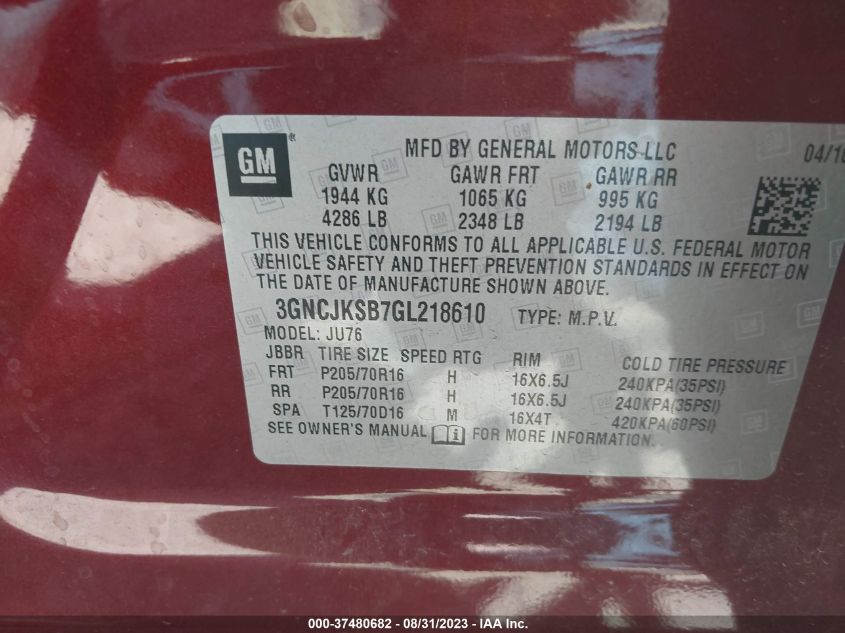 GM ® MFD BY GENERAL MOTORS LLC 04/16
GVWR GAWR FRT GAWR RR
1944 KG 1065 KG 995 KG
4286 LB 2348 LB 2194 LB
THIS VEHICLE CONFORMS TO ALL APPLICABLE U.S. FEDERAL MOTOR
VEHICLE SAFETY AND THEFT PREVENTION STANDARDS IN EFFECT ON
THE DATE OF MANUFACTURE SHOWN ABOVE.
3GNCJKSB7GL218610 TYPE: M.P.V.
MODEL: JU76
JBBR TIRE SIZE SPEED RTG RIM COLD TIRE PRESSURE
FRT P205/70R16 H 16X6.5J 240KPA(35PSI)
RR P205/70R16 H 16X6.5J 240KPA(35PSI)
SPA T125/70D16 M 16X4T 420KPA(60PSI)
SEE OWNER'S MANUAL FOR MORE INFORMATION.
000-37480682 - 08/31/2023 - IAA Inc.